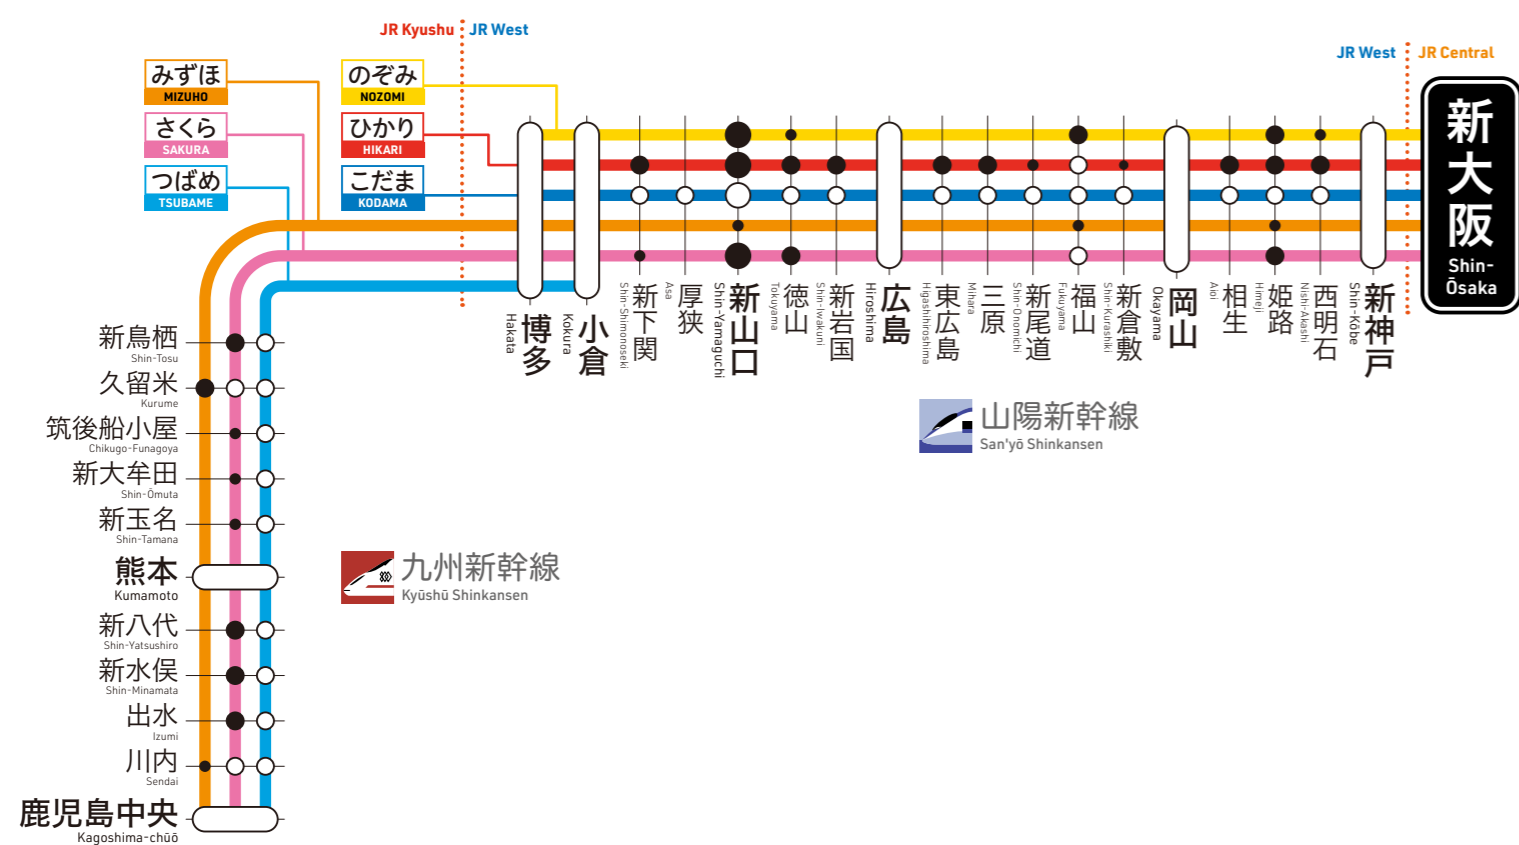 JR Kyushu
JR West
JR West
JR Central
みずほ
MIZUHO
さくら
SAKURA
つばめ
TSUBAME
のぞみ
NOZOMI
ひかり
HIKARI
こだま
KODAMA
博多
Hakata
小倉
Kokura
新下関
Shin-Shimonoseki
厚狭
Asa
新山口
Shin-Yamaguchi
徳山
Tokuyama
新岩国
Shin-Iwakuni
広島
Hiroshima
東広島
Higashihiroshima
三原
Mihara
新尾道
Shin-Onomichi
福山
Fukuyama
新倉敷
Shin-Kurashiki
岡山
Okayama
相生
Aioi
姫路
Himeji
西明石
Nishi-Akashi
新神戸
Shin-Kōbe
新大阪
Shin-
Ōsaka
山陽新幹線
San'yō Shinkansen
新鳥栖
Shin-Tosu
久留米
Kurume
筑後船小屋
Chikugo-Funagoya
新大牟田
Shin-Ōmuta
新玉名
Shin-Tamana
熊本
Kumamoto
新八代
Shin-Yatsushiro
新水俣
Shin-Minamata
出水
Izumi
川内
Sendai
鹿児島中央
Kagoshima-chūō
九州新幹線
Kyūshū Shinkansen